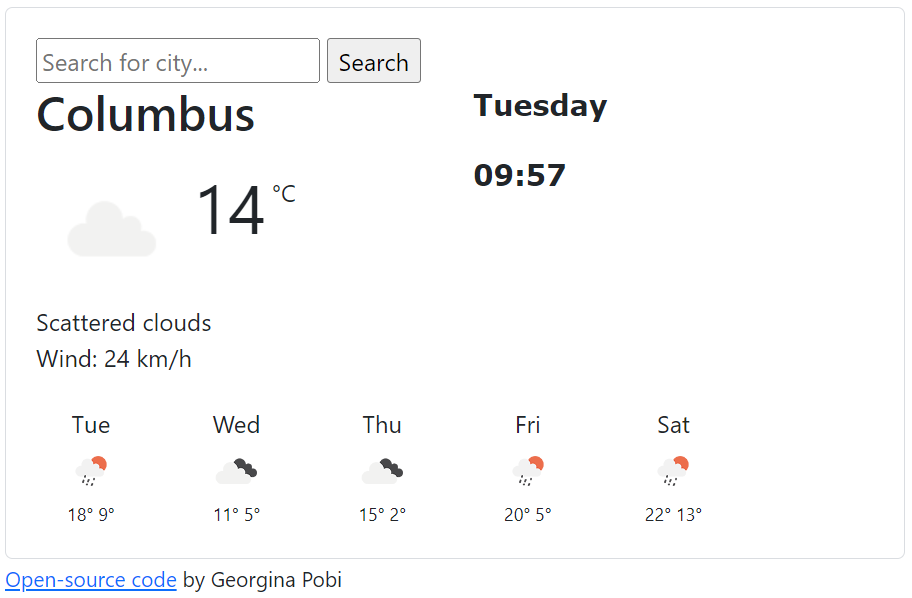 Search for city... Search
Columbus
Tuesday
09:57
14 °C
Scattered clouds
Wind: 24 km/h
Tue Wed Thu Fri Sat
18° 9° 11° 5° 15° 2° 20° 5° 22° 13°
Open-source code by Georgina Pobi